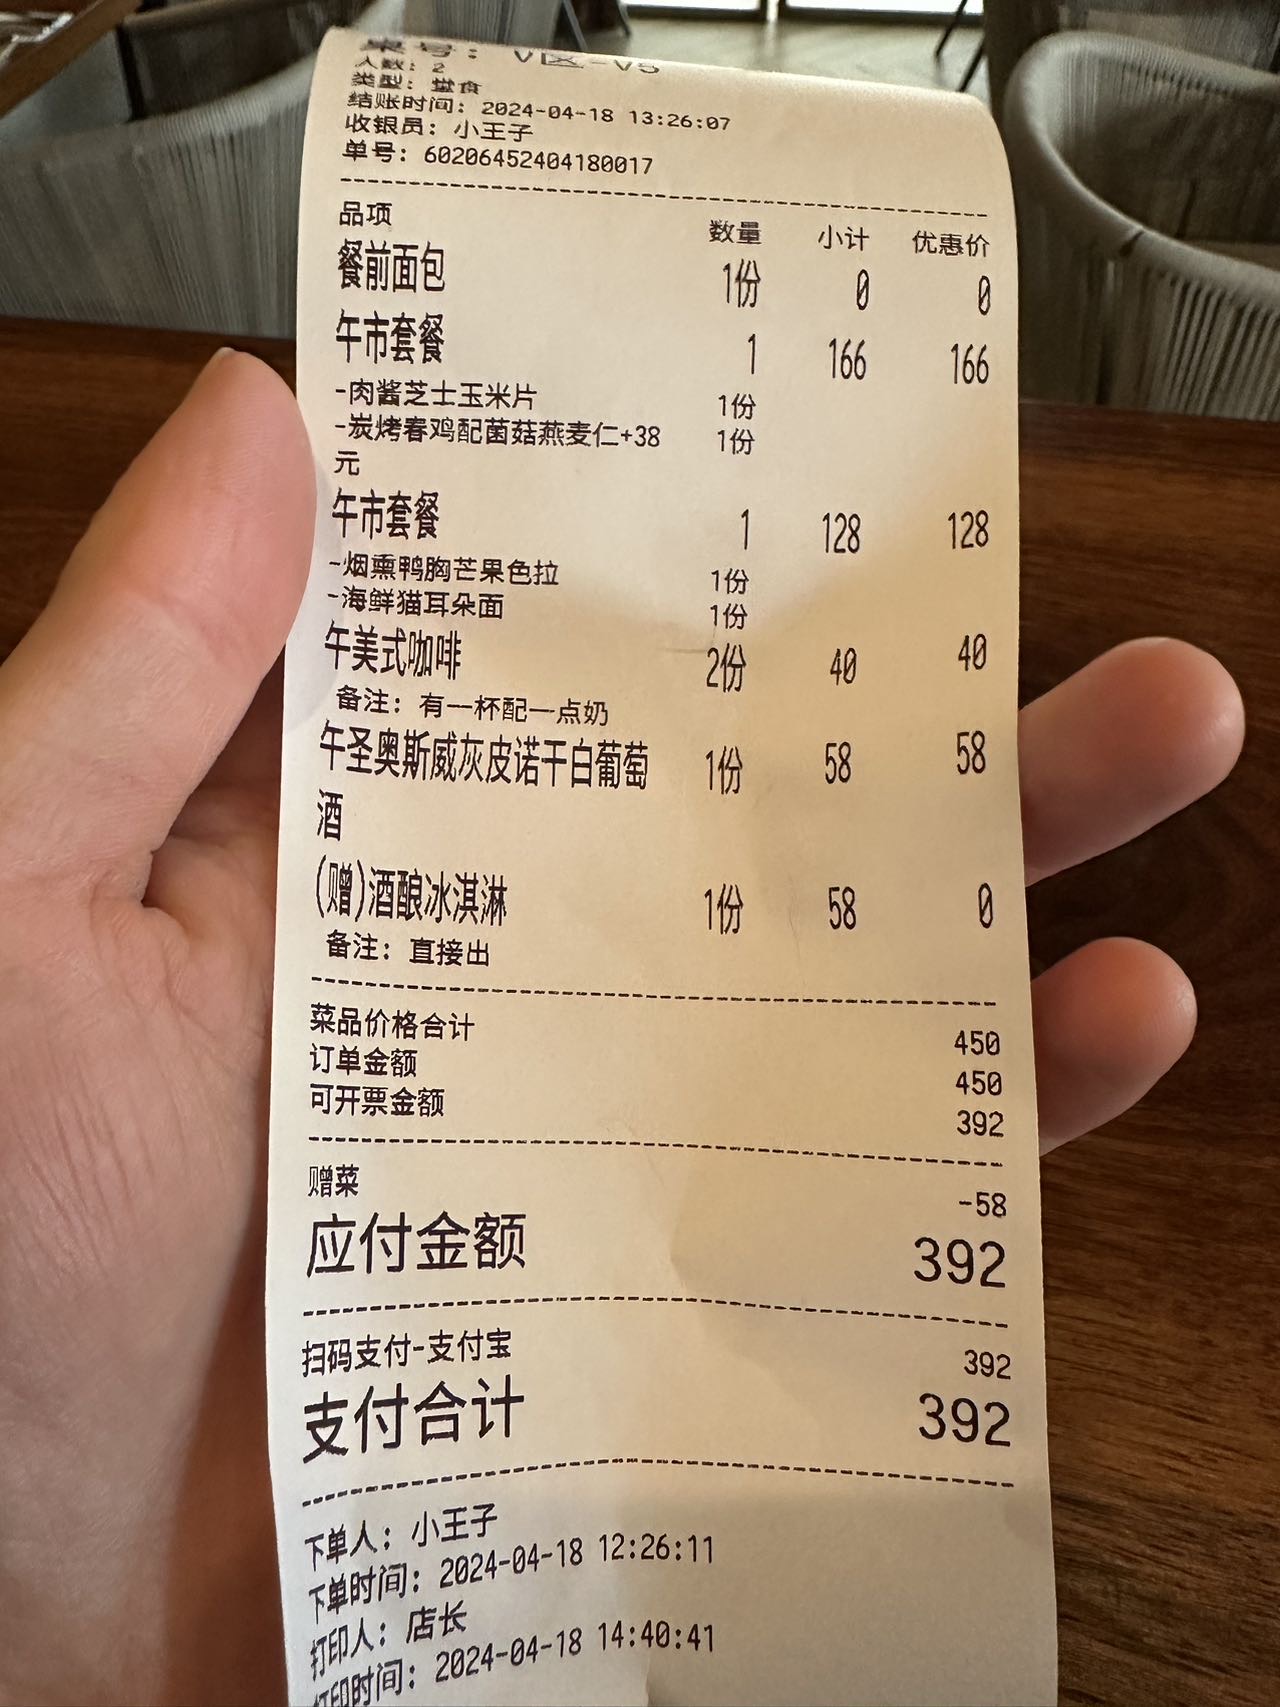 桌号: V区-V5
人数: 2
类型: 堂食
结账时间: 2024-04-18 13:26:07
收银员: 小王子
单号: 60206452404180017
品项 数量 小计 优惠价
餐前面包 1份 0 0
午市套餐 1 166 166
-肉酱芝士玉米片 1份
-炭烤春鸡配菌菇燕麦仁+38 1份
元
午市套餐 1 128 128
-烟熏鸭胸芒果色拉 1份
-海鲜猫耳朵面 1份
午美式咖啡 2份 40 40
备注: 有一杯配一点奶
午圣奥斯威灰皮诺干白葡萄 1份 58 58
酒
(赠)酒酿冰淇淋 1份 58 0
备注: 直接出
菜品价格合计 450
订单金额 450
可开票金额 392
赠菜 -58
应付金额 392
扫码支付-支付宝 392
支付合计 392
下单人: 小王子
下单时间: 2024-04-18 12:26:11
打印人: 店长
打印时间: 2024-04-18 14:40:41